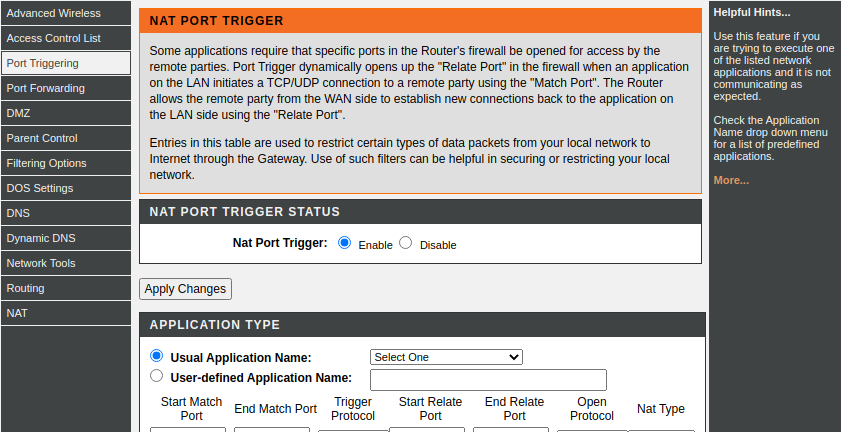 Advanced Wireless
Access Control List
Port Triggering
Port Forwarding
DMZ
Parent Control
Filtering Options
DOS Settings
DNS
Dynamic DNS
Network Tools
Routing
NAT
NAT PORT TRIGGER
Some applications require that specific ports in the Router's firewall be opened for access by the
remote parties. Port Trigger dynamically opens up the "Relate Port" in the firewall when an application
on the LAN initiates a TCP/UDP connection to a remote party using the "Match Port". The Router
allows the remote party from the WAN side to establish new connections back to the application on
the LAN side using the "Relate Port".
Entries in this table are used to restrict certain types of data packets from your local network to
Internet through the Gateway. Use of such filters can be helpful in securing or restricting your local
network.
NAT PORT TRIGGER STATUS
Nat Port Trigger: Enable Disable
Apply Changes
APPLICATION TYPE
Usual Application Name: Select One
User-defined Application Name:
Start Match Port
End Match Port
Trigger Protocol
Start Relate Port
End Relate Port
Open Protocol
Nat Type
Helpful Hints...
Use this feature if you
are trying to execute one
of the listed network
applications and it is not
communicating as
expected.
Check the Application
Name drop down menu
for a list of predefined
applications.
More...